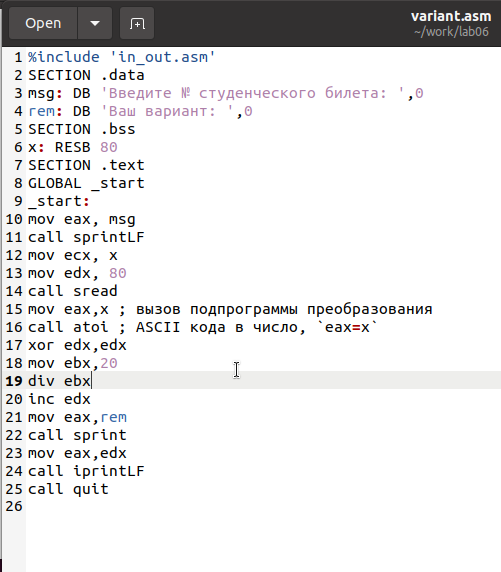 Open
variant.asm
~/work/lab06
1 %include 'in_out.asm'
2 SECTION .data
3 msg: DB 'Введите № студенческого билета: ',0
4 rem: DB 'Ваш вариант: ',0
5 SECTION .bss
6 x: RESB 80
7 SECTION .text
8 GLOBAL _start
9 _start:
10 mov eax, msg
11 call sprintLF
12 mov ecx, x
13 mov edx, 80
14 call sread
15 mov eax,x ; вызов подпрограммы преобразования
16 call atoi ; ASCII кода в число, `eax=x`
17 xor edx,edx
18 mov ebx,20
19 div ebx
20 inc edx
21 mov eax,rem
22 call sprint
23 mov eax,edx
24 call iprintLF
25 call quit
26